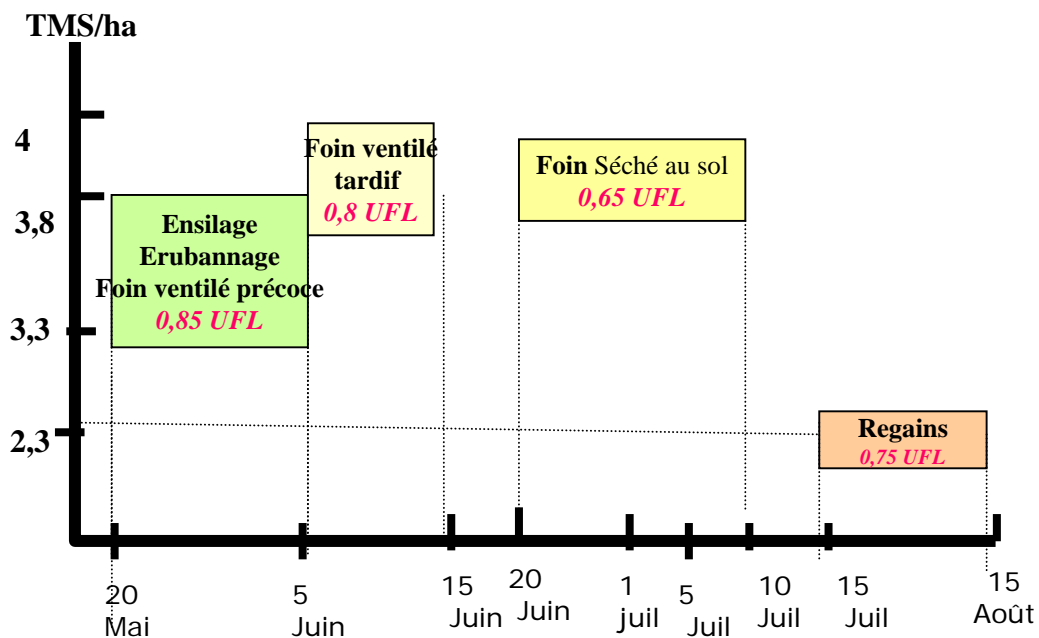 TMS/ha
4
3,8
3,3
2,3
Ensilage
Erubannage
Foin ventilé précoce
0,85 UFL
Foin ventilé
tardif
0,8 UFL
Foin Séché au sol
0,65 UFL
Regains
0,75 UFL
20
Mai
5
Juin
15
Juin
20
Juin
1
juil
5
Juil
10
Juil
15
Juil
15
Août